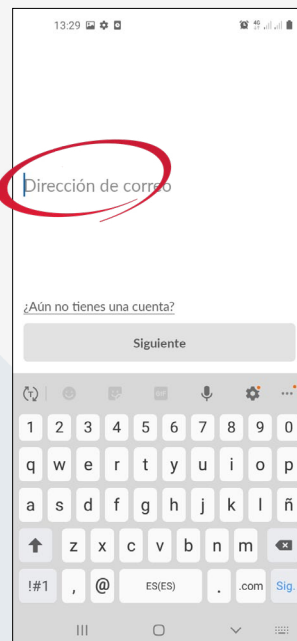 13:29
Dirección de correo
¿Aún no tienes una cuenta?
Siguiente
1 2 3 4 5 6 7 8 9 0
q w e r t y u i o p
a s d f g h j k l ñ
z x c v b n m
!#1 , @ ES(ES) . .com Sig.